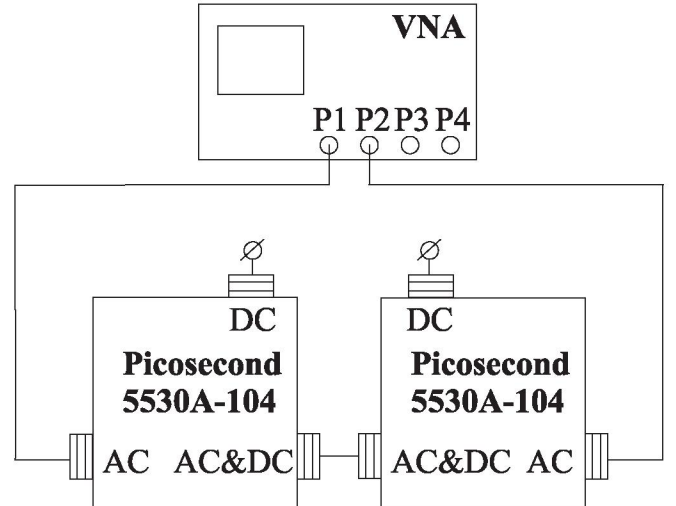 VNA
P1 P2 P3 P4
DC
DC
Picosecond
5530A-104
Picosecond
5530A-104
AC AC&DC
AC&DC AC